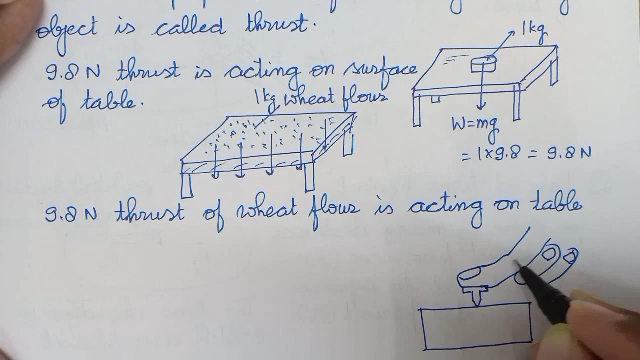 object is called thrust.
9.8 N thrust is acting on surface
of table.
1kg
1kg wheat flour
W=mg
= 1×9.8 = 9.8 N
9.8 N thrust of wheat flour is acting on table